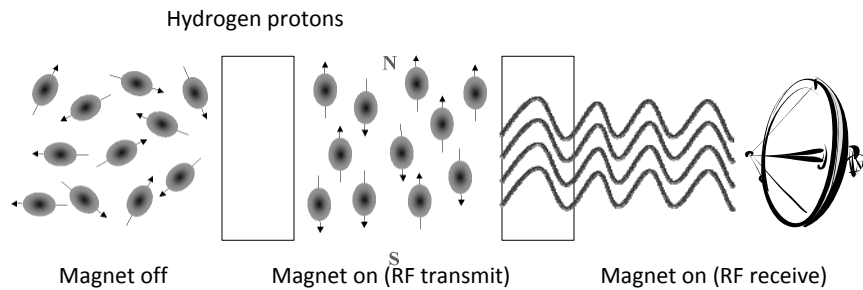 Hydrogen protons
N
S
Magnet off
Magnet on (RF transmit)
Magnet on (RF receive)